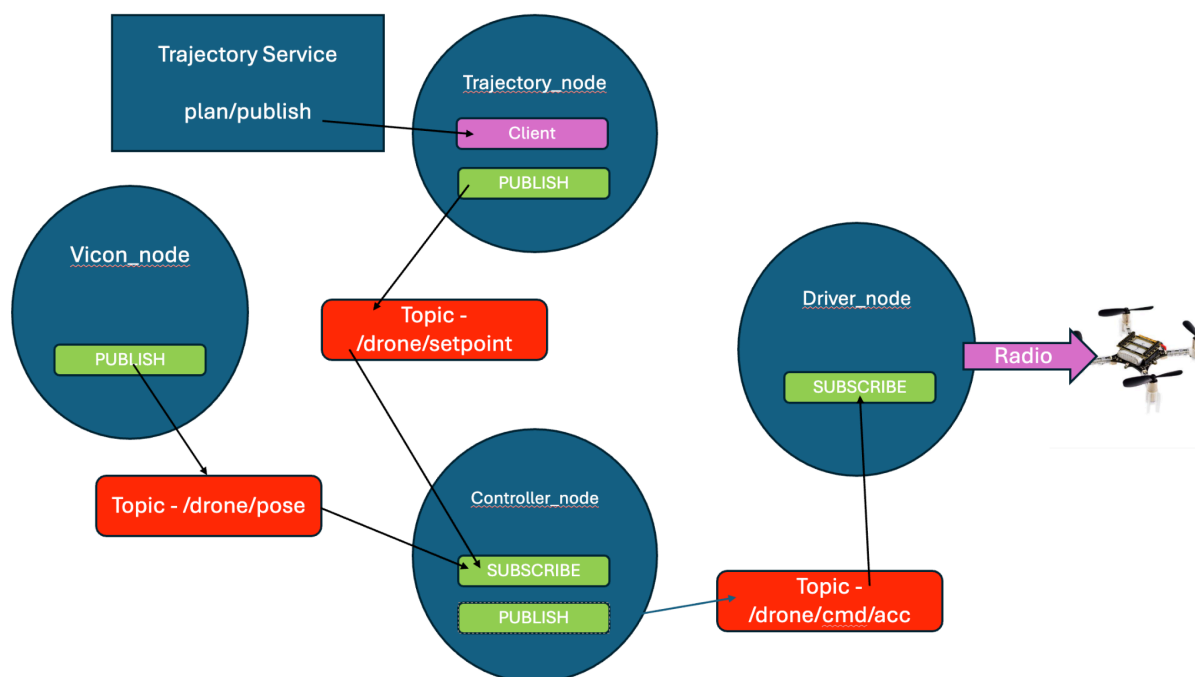 Trajectory Service
plan/publish
Trajectory_node
Client
PUBLISH
Vicon_node
PUBLISH
Topic -
/drone/setpoint
Driver_node
SUBSCRIBE
Radio
Topic - /drone/pose
Controller_node
SUBSCRIBE
PUBLISH
Topic -
/drone/cmd/acc